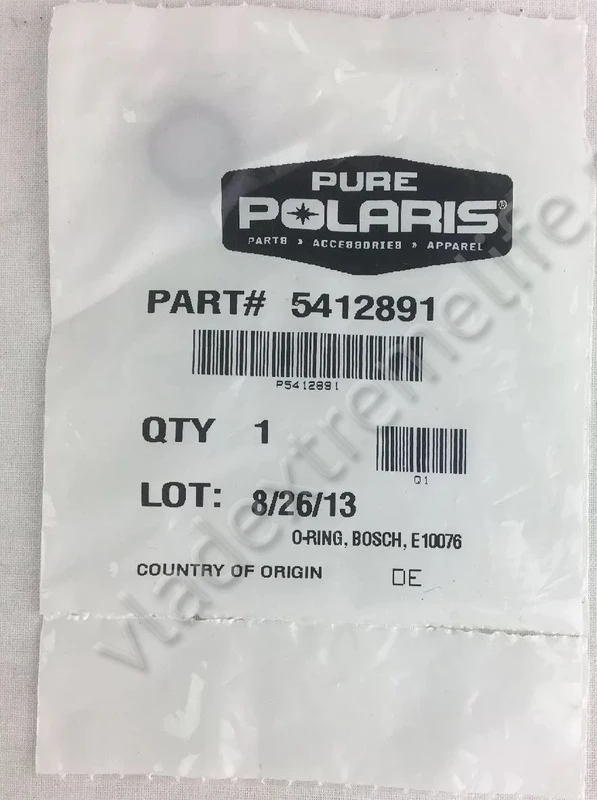 PURE
POLARIS®
PARTS » ACCESSORIES » APPAREL
PART# 5412891
P5412891
QTY 1
Q1
LOT: 8/26/13
O-RING, BOSCH, E10076
COUNTRY OF ORIGIN DE
vladextremelife.